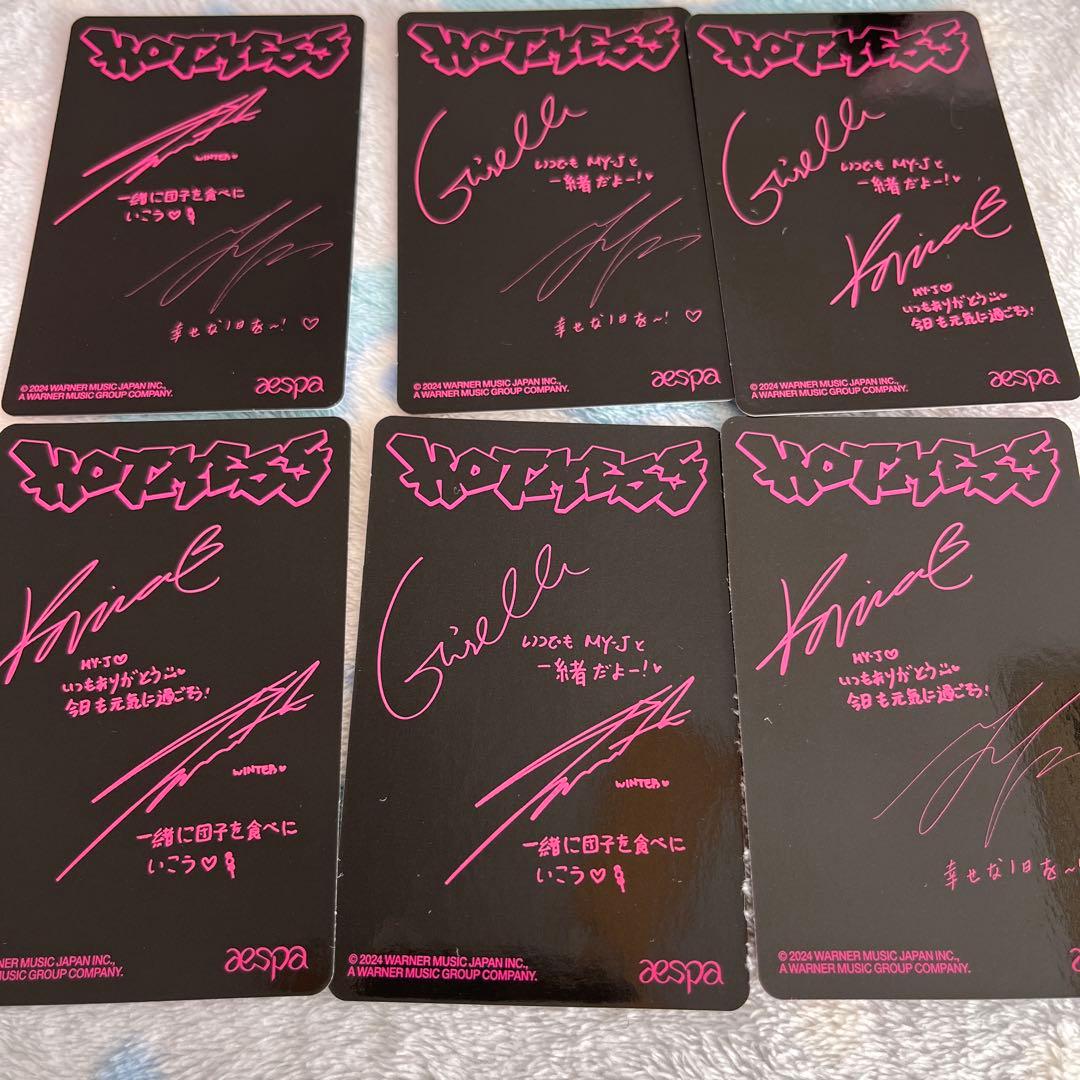 HOT MESS
WINTER♡
一緒に団子を食べに
いこう♡
幸せな1日を〜！♡
© 2024 WARNER MUSIC JAPAN INC.,
A WARNER MUSIC GROUP COMPANY.
aespa
HOT MESS
Giselle
いつでも MY-Jと
一緒だよー！♡
幸せな1日を〜！♡
© 2024 WARNER MUSIC JAPAN INC.,
A WARNER MUSIC GROUP COMPANY.
aespa
HOT MESS
Giselle
いつでも MY-Jと
一緒だよー！♡
Karina
MY-J♡
いつもありがとう
今日も元気に過ごそう！
© 2024 WARNER MUSIC JAPAN INC.,
A WARNER MUSIC GROUP COMPANY.
aespa
HOT MESS
Karina
MY-J♡
いつもありがとう
今日も元気に過ごそう！
WINTER♡
一緒に団子を食べに
いこう♡
NER MUSIC JAPAN INC.,
USIC GROUP COMPANY.
aespa
HOT MESS
Giselle
いつでも MY-Jと
一緒だよー！♡
WINTER♡
一緒に団子を食べに
いこう♡
© 2024 WARNER MUSIC JAPAN INC.,
A WARNER MUSIC GROUP COMPANY.
aespa
HOT MESS
Karina
MY-J♡
いつもありがとう
今日も元気に過ごそう！
幸せな1日を〜！
© 2024 WARNER MUSIC JAPAN INC.,
A WARNER MUSIC GROUP COMPANY.